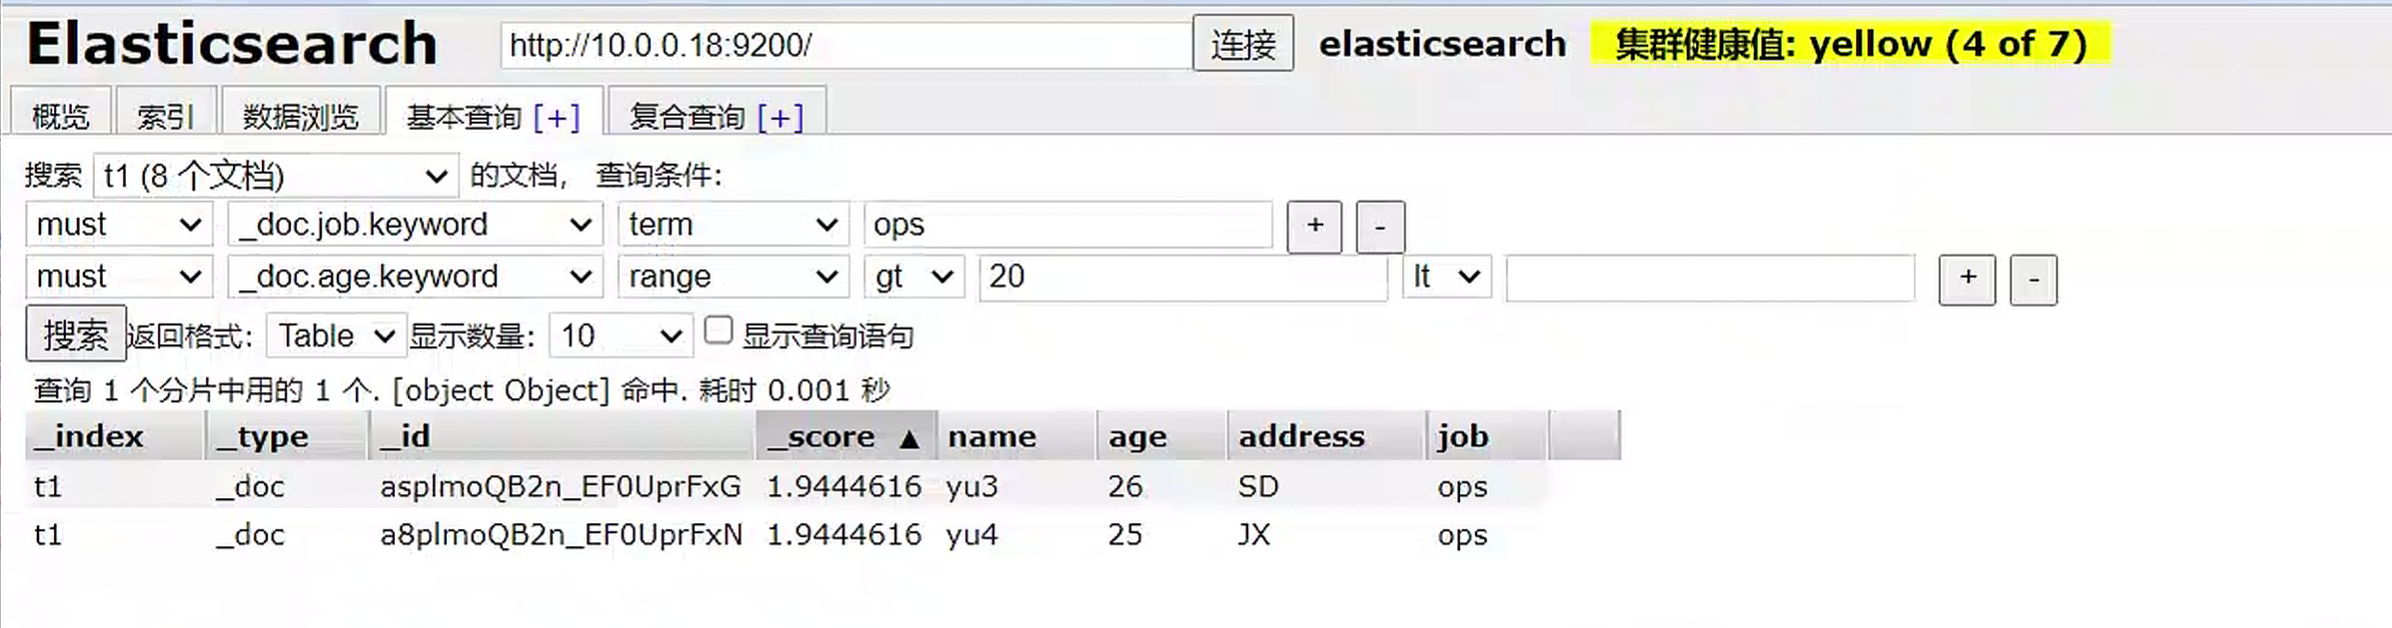 Elasticsearch http://10.0.0.18:9200/ 连接 elasticsearch 集群健康值: yellow (4 of 7)
概览 索引 数据浏览 基本查询 [+] 复合查询 [+]
搜索 t1 (8 个文档) 的文档, 查询条件:
must _doc.job.keyword term ops + -
must _doc.age.keyword range gt 20 lt + -
搜索 返回格式: Table 显示数量: 10 显示查询语句
查询 1 个分片中用的 1 个. [object Object] 命中. 耗时 0.001 秒
_index _type _id _score ▲ name age address job
t1 _doc asplmoQB2n_EF0UprFxG 1.9444616 yu3 26 SD ops
t1 _doc a8plmoQB2n_EF0UprFxN 1.9444616 yu4 25 JX ops